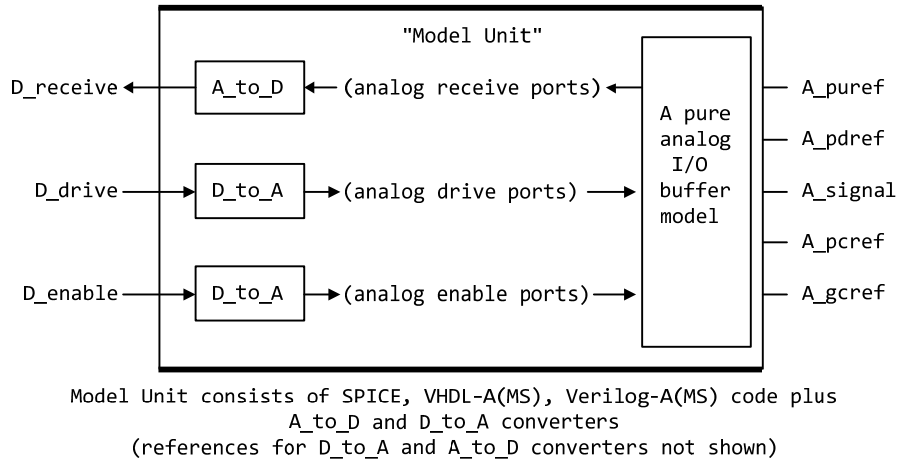 "Model Unit"
D_receive A_to_D (analog receive ports) A_puref
A pure
analog
I/O
buffer
model
A_pdref
D_drive D_to_A (analog drive ports) A_signal
A_pcref
D_enable D_to_A (analog enable ports) A_gcref
Model Unit consists of SPICE, VHDL-A(MS), Verilog-A(MS) code plus
A_to_D and D_to_A converters
(references for D_to_A and A_to_D converters not shown)